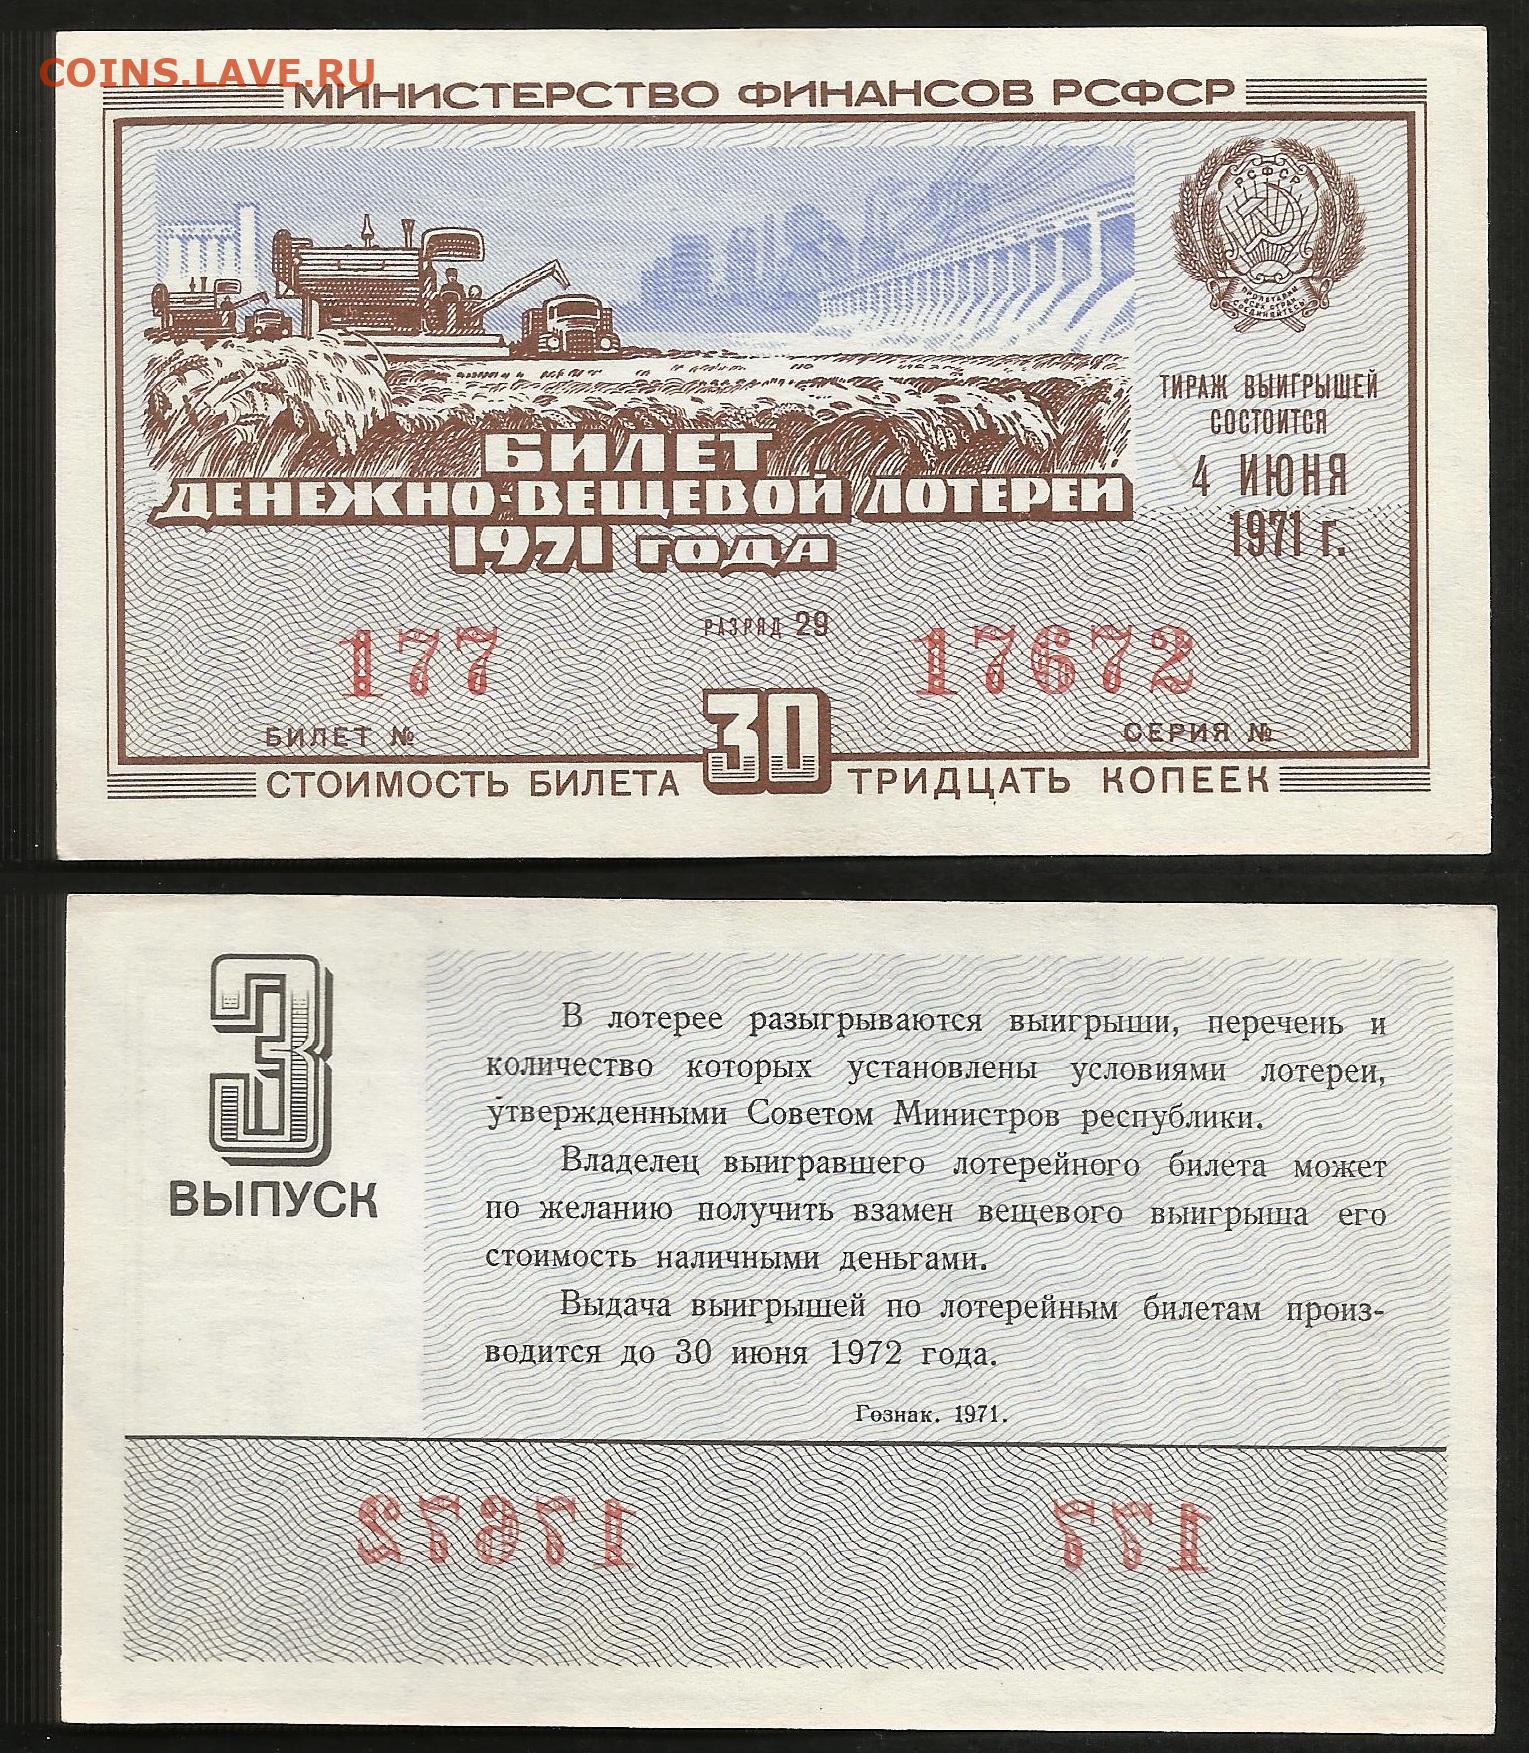 COINS.LAVE.RU
МИНИСТЕРСТВО ФИНАНСОВ РСФСР
РСФСР
ПРОЛЕТАРИИ
ВСЕХ СТРАН
СОЕДИНЯЙТЕСЬ
ТИРАЖ ВЫИГРЫШЕЙ
СОСТОИТСЯ
4 ИЮНЯ
1971 г.
БИЛЕТ
ДЕНЕЖНО-ВЕЩЕВОЙ ЛОТЕРЕИ
1971 ГОДА
РАЗРЯД 29
177 17672
БИЛЕТ № СЕРИЯ №
СТОИМОСТЬ БИЛЕТА 30 ТРИДЦАТЬ КОПЕЕК
3
ВЫПУСК
В лотерее разыгрываются выигрыши, перечень и
количество которых установлены условиями лотереи,
утвержденными Советом Министров республики.
Владелец выигравшего лотерейного билета может
по желанию получить взамен вещевого выигрыша его
стоимость наличными деньгами.
Выдача выигрышей по лотерейным билетам произ-
водится до 30 июня 1972 года.
Гознак. 1971.
17672 177